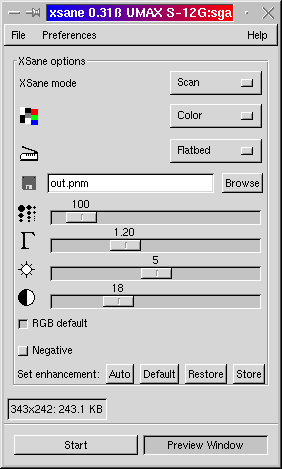 xsane 0.31ß UMAX S-12G:sga
File Preferences Help
XSane options
XSane mode Scan
Color
Flatbed
out.pnm Browse
100
Γ 1.20
5
18
RGB default
Negative
Set enhancement: Auto Default Restore Store
343x242: 243.1 KB
Start Preview Window